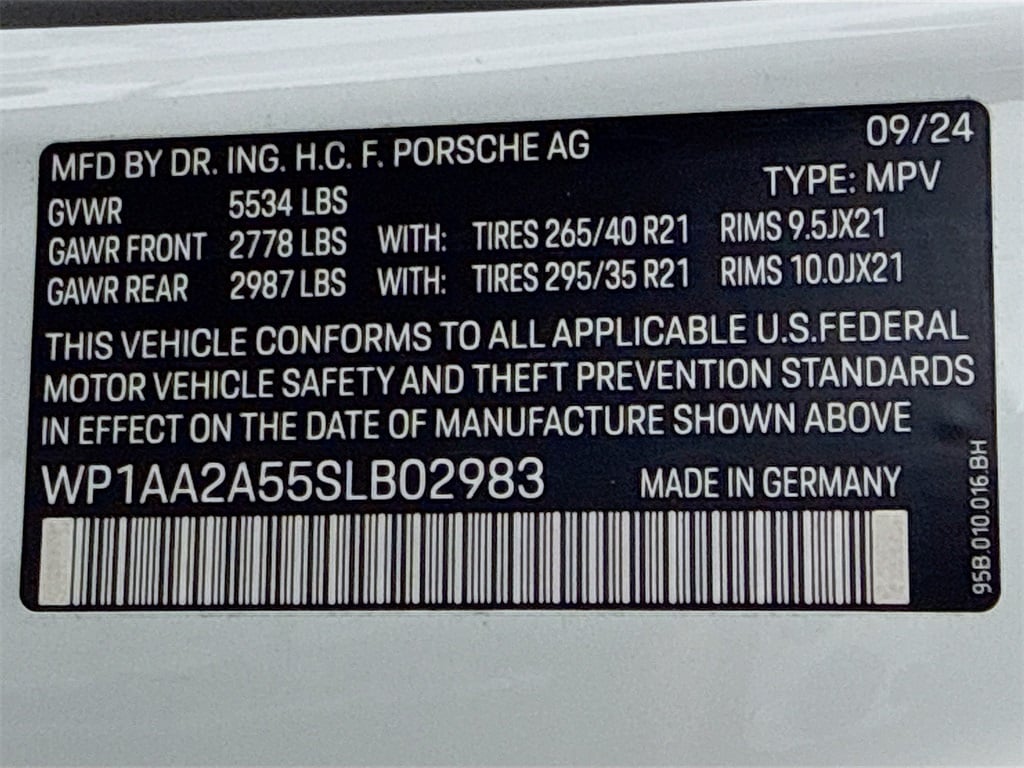 MFD BY DR. ING. H.C. F. PORSCHE AG 09/24
TYPE: MPV
GVWR 5534 LBS
GAWR FRONT 2778 LBS WITH: TIRES 265/40 R21 RIMS 9.5JX21
GAWR REAR 2987 LBS WITH: TIRES 295/35 R21 RIMS 10.0JX21
THIS VEHICLE CONFORMS TO ALL APPLICABLE U.S.FEDERAL
MOTOR VEHICLE SAFETY AND THEFT PREVENTION STANDARDS
IN EFFECT ON THE DATE OF MANUFACTURE SHOWN ABOVE
WP1AA2A55SLB02983 MADE IN GERMANY
95B.010.016.BH